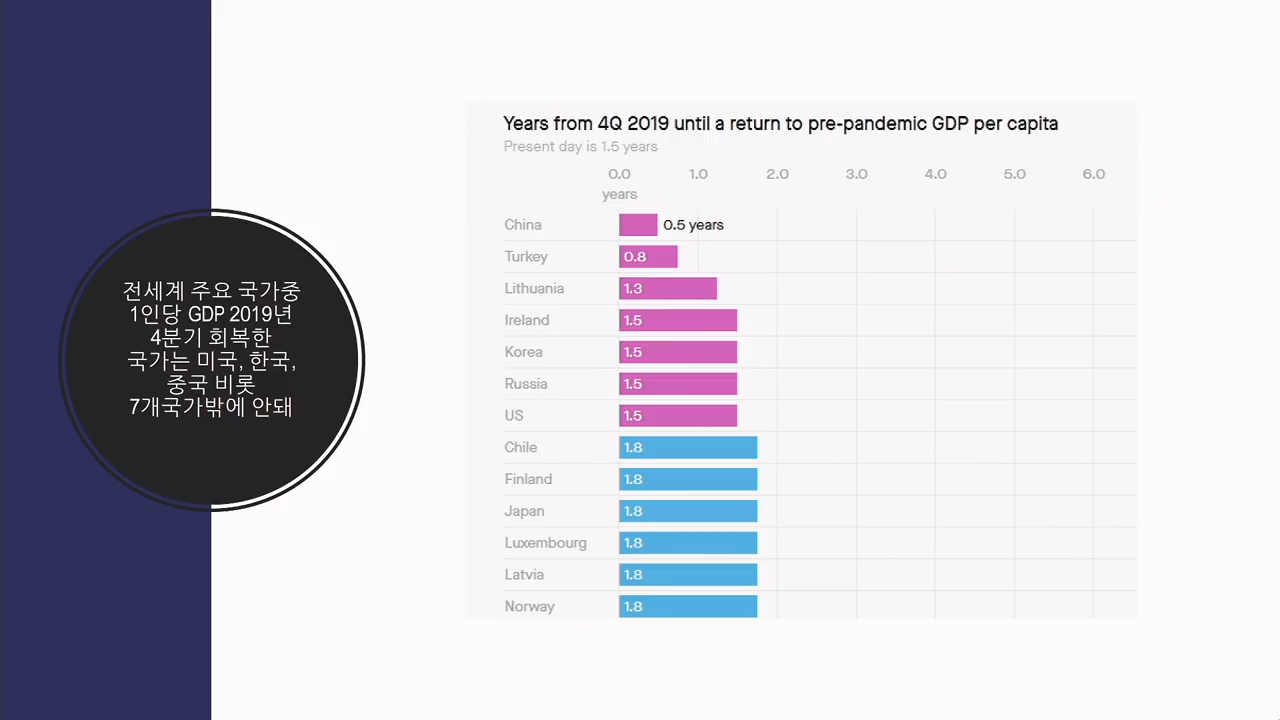 전세계 주요 국가중
1인당 GDP 2019년
4분기 회복한
국가는 미국, 한국,
중국 비롯
7개국가밖에 안돼
Years from 4Q 2019 until a return to pre-pandemic GDP per capita
Present day is 1.5 years
0.0 1.0 2.0 3.0 4.0 5.0 6.0
years
China 0.5 years
Turkey 0.8
Lithuania 1.3
Ireland 1.5
Korea 1.5
Russia 1.5
US 1.5
Chile 1.8
Finland 1.8
Japan 1.8
Luxembourg 1.8
Latvia 1.8
Norway 1.8